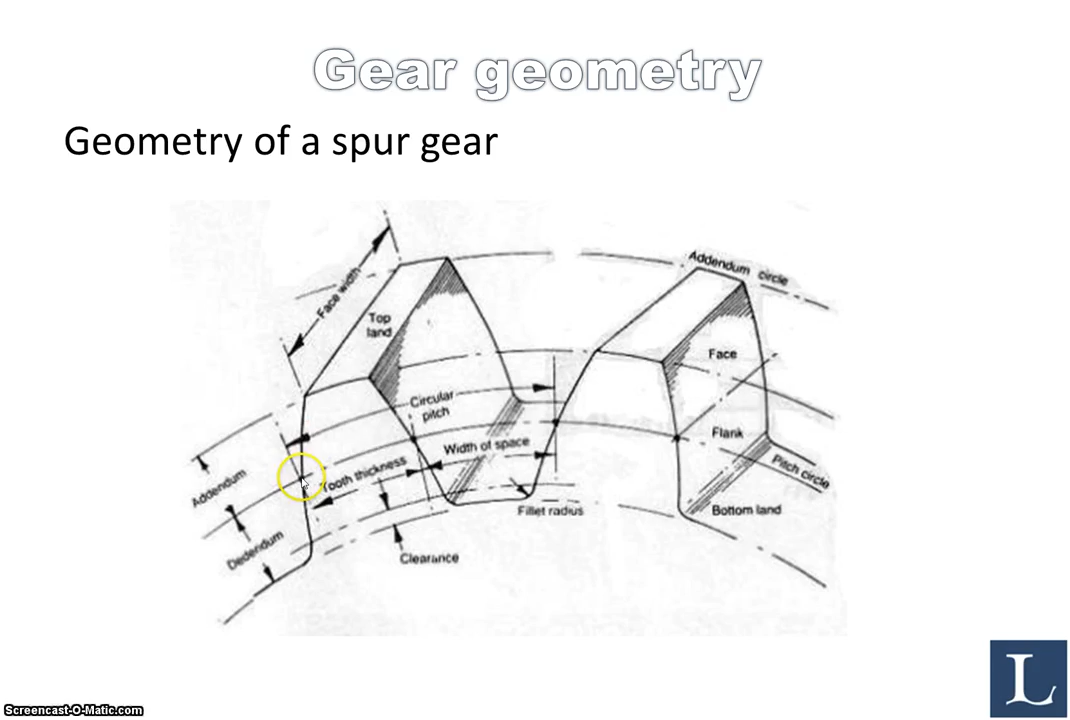 Gear geometry
Geometry of a spur gear
Addendum circle
Face width
Top
land
Face
Circular
pitch
Flank
Width of space
Pitch circle
Tooth thickness
Addendum
Fillet radius
Bottom land
Dedendum
Clearance
L
Screencast-O-Matic.com